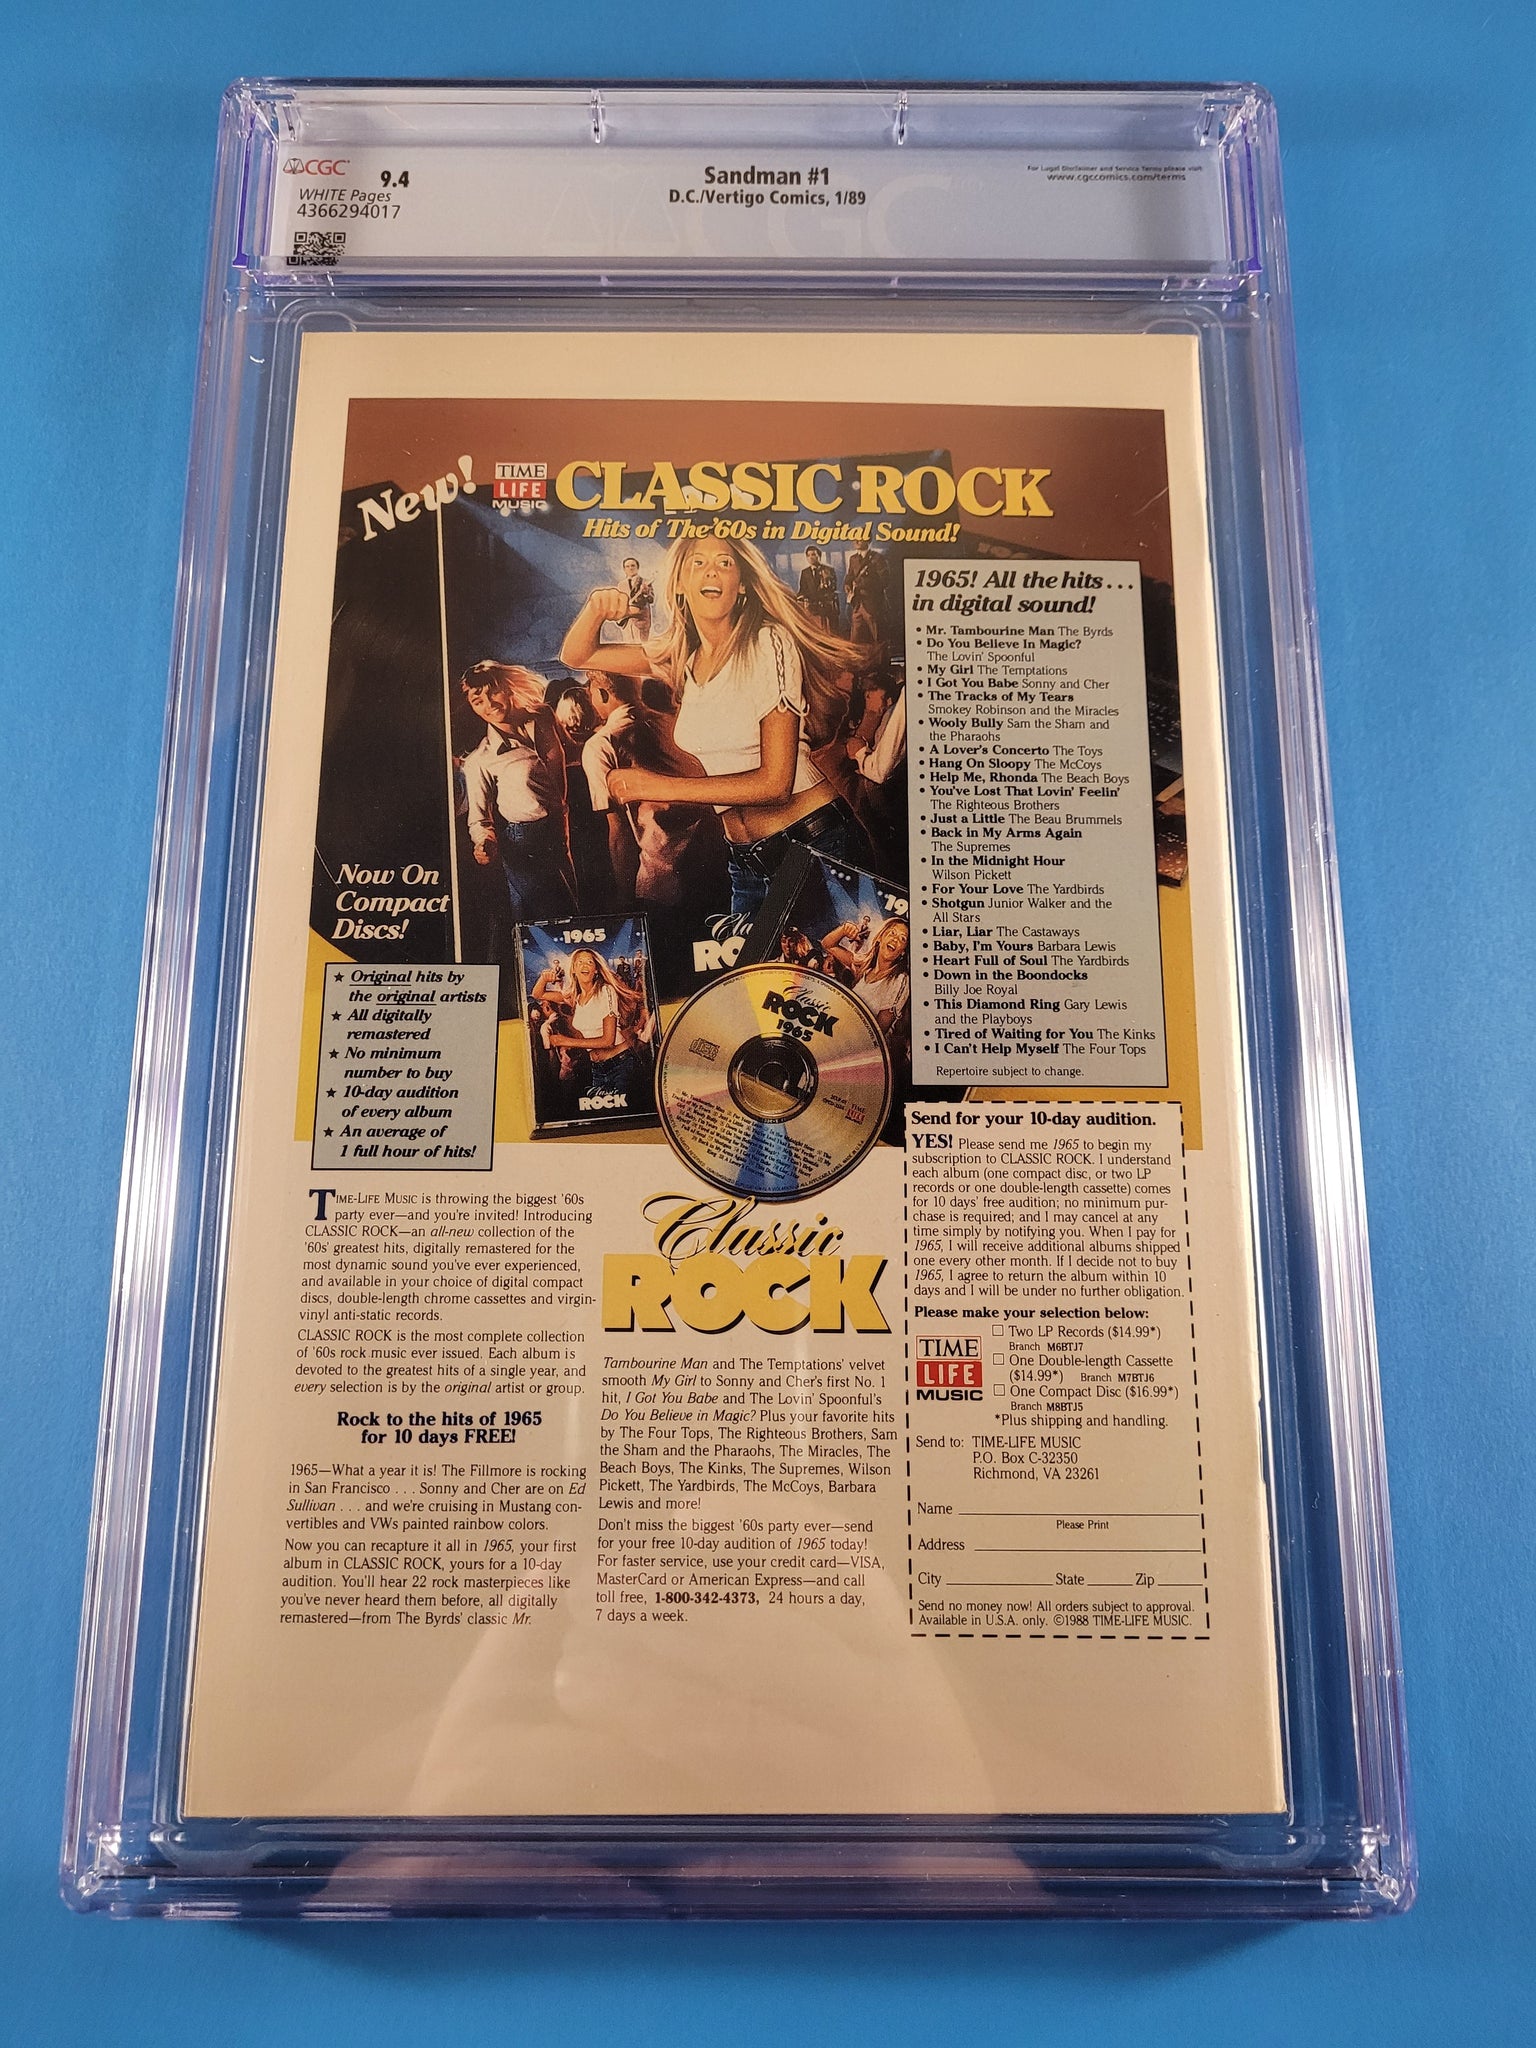 CGC
9.4
WHITE Pages
4366294017
Sandman #1
D.C./Vertigo Comics, 1/89
For Legal Disclaimer and Service Terms please visit
www.cgccomics.com/terms
New!
TIME
LIFE
MUSIC
CLASSIC ROCK
Hits of The '60s in Digital Sound!
1965! All the hits...
in digital sound!
• Mr. Tambourine Man The Byrds
• Do You Believe In Magic?
The Lovin' Spoonful
• My Girl The Temptations
• I Got You Babe Sonny and Cher
• The Tracks of My Tears
Smokey Robinson and the Miracles
• Wooly Bully Sam the Sham and
the Pharaohs
• A Lover's Concerto The Toys
• Hang On Sloopy The McCoys
• Help Me, Rhonda The Beach Boys
• You've Lost That Lovin' Feelin'
The Righteous Brothers
• Just a Little The Beau Brummels
• Back in My Arms Again
The Supremes
• In the Midnight Hour
Wilson Pickett
• For Your Love The Yardbirds
• Shotgun Junior Walker and the
All Stars
• Liar, Liar The Castaways
• Baby, I'm Yours Barbara Lewis
• Heart Full of Soul The Yardbirds
• Down in the Boondocks
Billy Joe Royal
• This Diamond Ring Gary Lewis
and the Playboys
• Tired of Waiting for You The Kinks
• I Can't Help Myself The Four Tops
Repertoire subject to change.
Now On
Compact
Discs!
★ Original hits by
the original artists
★ All digitally
remastered
★ No minimum
number to buy
★ 10-day audition
of every album
★ An average of
1 full hour of hits!
1965
Classic
ROCK
Cla
RO
19
Classic
ROCK
1965
TIME-LIFE MUSIC is throwing the biggest '60s
party ever—and you're invited! Introducing
CLASSIC ROCK—an all-new collection of the
'60s' greatest hits, digitally remastered for the
most dynamic sound you've ever experienced,
and available in your choice of digital compact
discs, double-length chrome cassettes and virgin-
vinyl anti-static records.
CLASSIC ROCK is the most complete collection
of '60s rock music ever issued. Each album is
devoted to the greatest hits of a single year, and
every selection is by the original artist or group.
Rock to the hits of 1965
for 10 days FREE!
1965—What a year it is! The Fillmore is rocking
in San Francisco . . . Sonny and Cher are on Ed
Sullivan . . . and we're cruising in Mustang con-
vertibles and VWs painted rainbow colors.
Now you can recapture it all in 1965, your first
album in CLASSIC ROCK, yours for a 10-day
audition. You'll hear 22 rock masterpieces like
you've never heard them before, all digitally
remastered—from The Byrds' classic Mr.
Classic
ROCK
Tambourine Man and The Temptations' velvet
smooth My Girl to Sonny and Cher's first No. 1
hit, I Got You Babe and The Lovin' Spoonful's
Do You Believe in Magic? Plus your favorite hits
by The Four Tops, The Righteous Brothers, Sam
the Sham and the Pharaohs, The Miracles, The
Beach Boys, The Kinks, The Supremes, Wilson
Pickett, The Yardbirds, The McCoys, Barbara
Lewis and more!
Don't miss the biggest '60s party ever—send
for your free 10-day audition of 1965 today!
For faster service, use your credit card—VISA,
MasterCard or American Express—and call
toll free, 1-800-342-4373, 24 hours a day,
7 days a week.
Send for your 10-day audition.
YES! Please send me 1965 to begin my
subscription to CLASSIC ROCK. I understand
each album (one compact disc, or two LP
records or one double-length cassette) comes
for 10 days' free audition; no minimum pur-
chase is required; and I may cancel at any
time simply by notifying you. When I pay for
1965, I will receive additional albums shipped
one every other month. If I decide not to buy
1965, I agree to return the album within 10
days and I will be under no further obligation.
Please make your selection below:
TIME
LIFE
MUSIC
☐ Two LP Records ($14.99*)
Branch M6BTJ7
☐ One Double-length Cassette
($14.99*) Branch M7BTJ6
☐ One Compact Disc ($16.99*)
Branch M8BTJ5
*Plus shipping and handling.
Send to: TIME-LIFE MUSIC
P.O. Box C-32350
Richmond, VA 23261
Name
Please Print
Address
City State Zip
Send no money now! All orders subject to approval.
Available in U.S.A. only. ©1988 TIME-LIFE MUSIC.